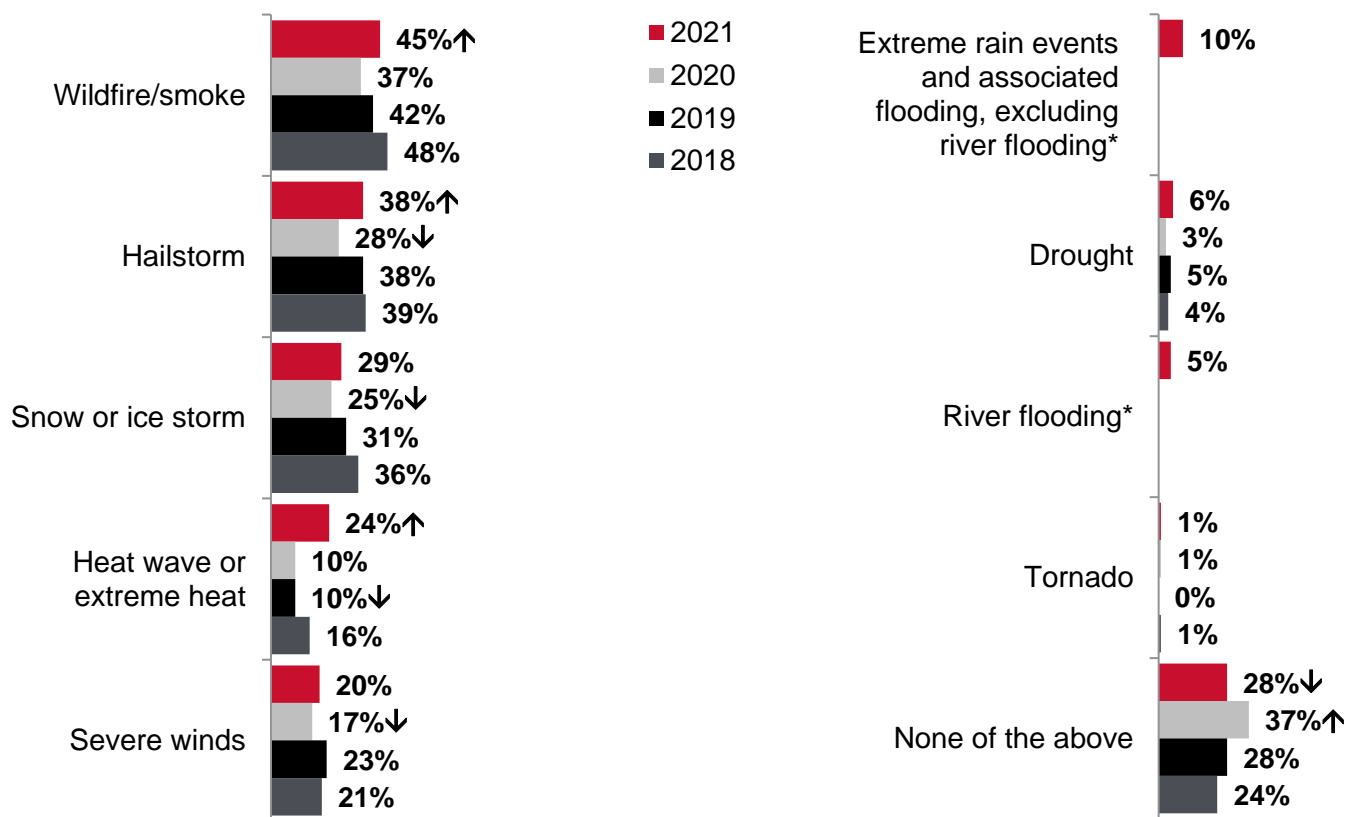 Wildfire/smoke
45%↑
37%
42%
48%
Hailstorm
38%↑
28%↓
38%
39%
Snow or ice storm
29%
25%↓
31%
36%
Heat wave or
extreme heat
24%↑
10%
10%↓
16%
Severe winds
20%
17%↓
23%
21%
2021
2020
2019
2018
Extreme rain events
and associated
flooding, excluding
river flooding*
10%
Drought
6%
3%
5%
4%
River flooding*
5%
Tornado
1%
1%
0%
1%
None of the above
28%↓
37%↑
28%
24%